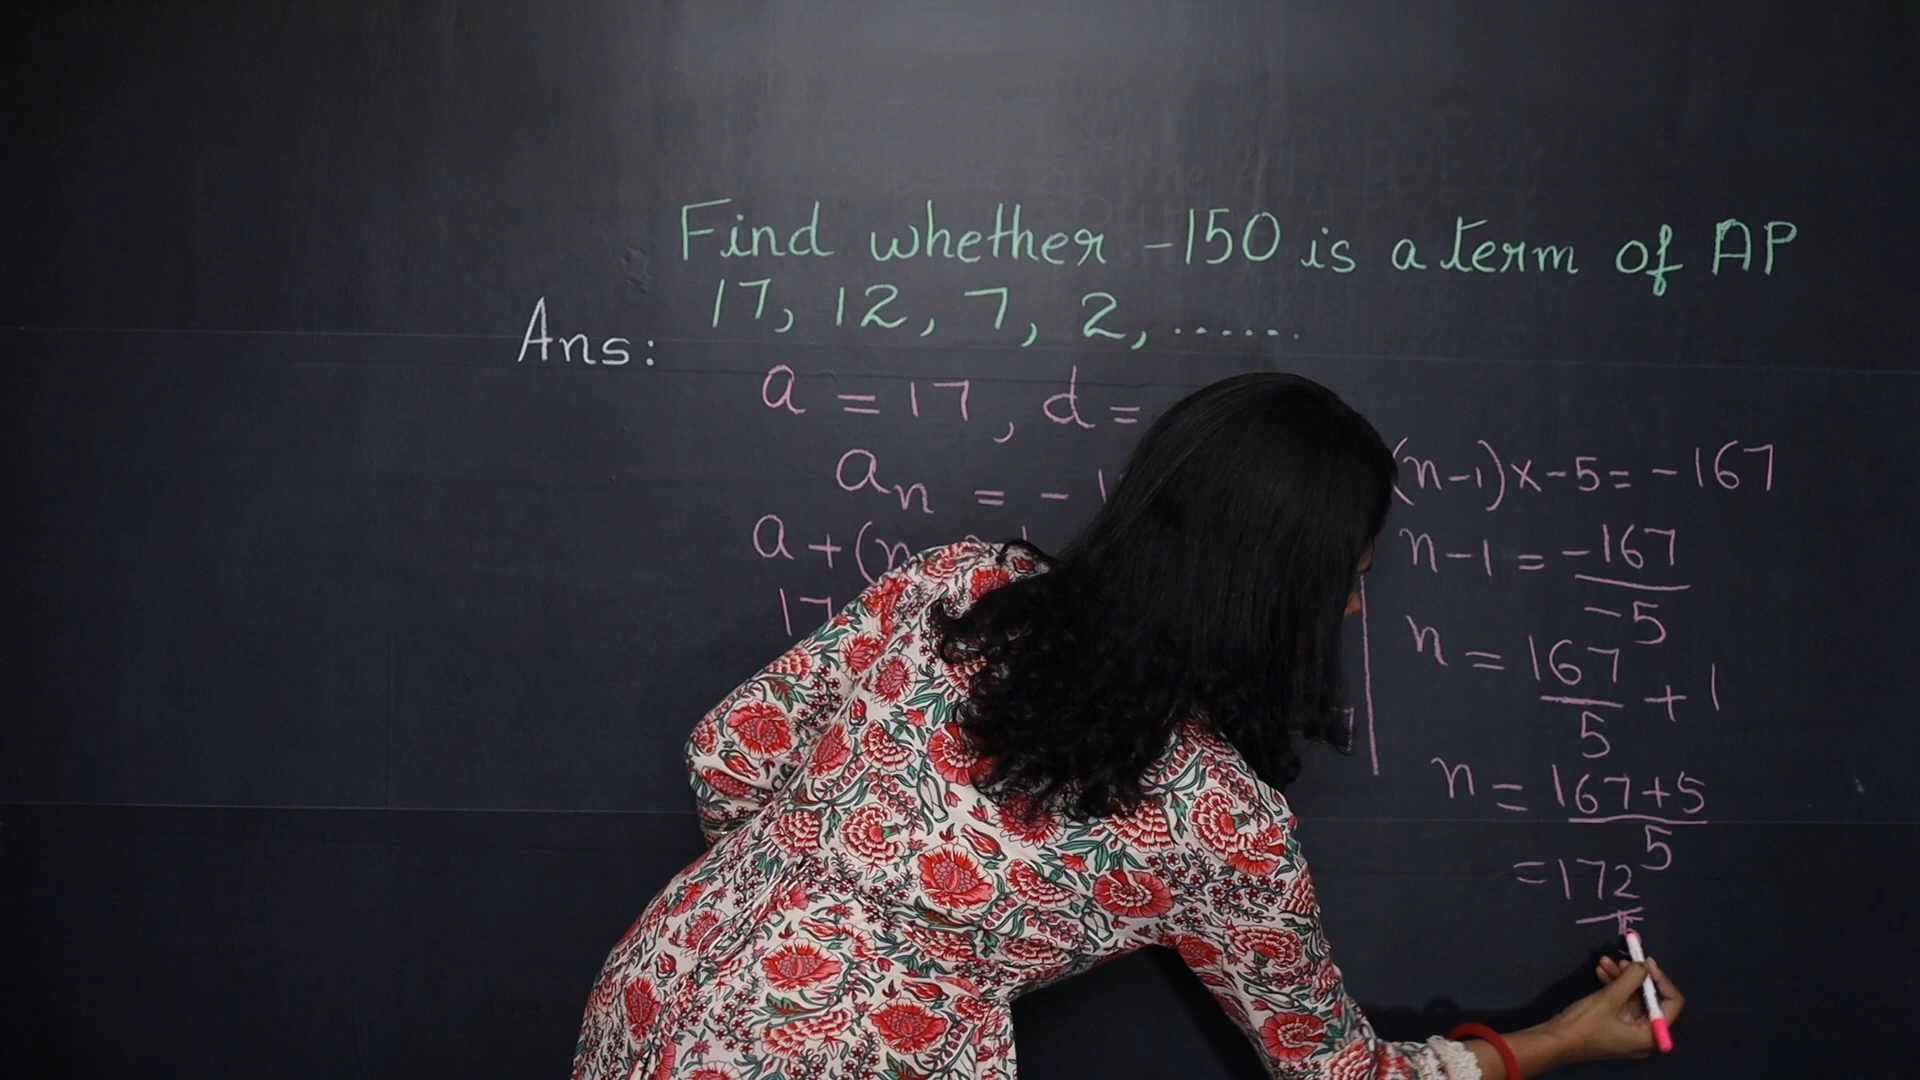 Find whether -150 is a term of AP
17, 12, 7, 2, ......
Ans:
a = 17, d =
aₙ = -1
a + (n
17
(n-1)x-5 = -167
n-1 = -167/-5
n = 167/5 + 1
n = 167+5/5
= 172